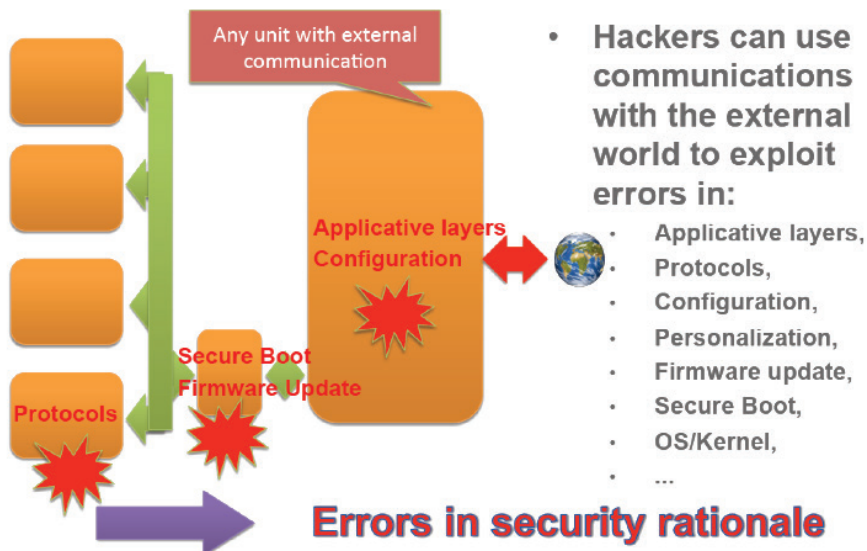 Any unit with external
communication
Applicative layers
Configuration
Secure Boot
Firmware Update
Protocols
• Hackers can use
communications
with the external
world to exploit
errors in:
• Applicative layers,
• Protocols,
• Configuration,
• Personalization,
• Firmware update,
• Secure Boot,
• OS/Kernel,
• ...
Errors in security rationale